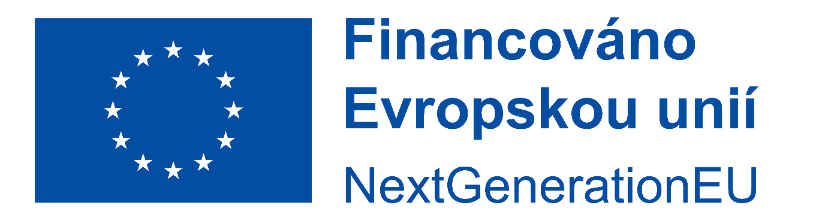 Financováno
Evropskou unií
NextGenerationEU